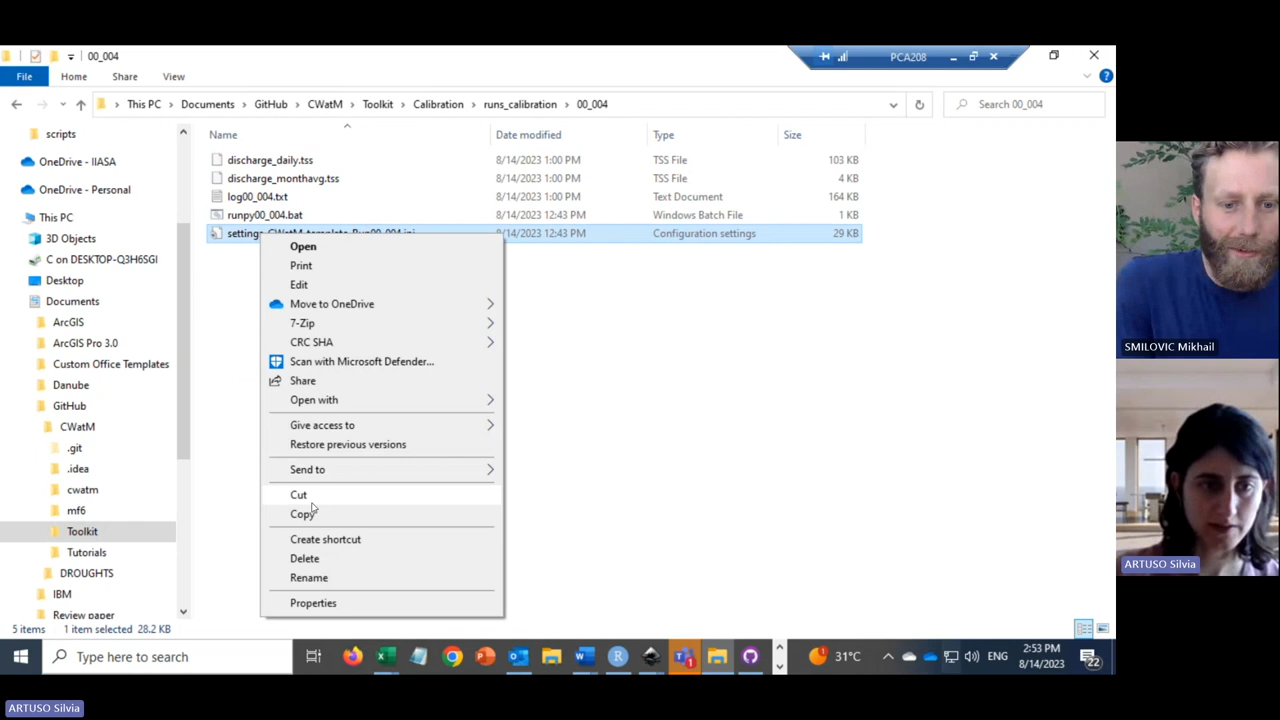 00_004
PCA208
File
Home
Share
View
This PC
Documents
GitHub
CWatM
Toolkit
Calibration
runs_calibration
00_004
Search 00_004
Name
Date modified
Type
Size
discharge_daily.tss
8/14/2023 1:00 PM
TSS File
103 KB
discharge_monthavg.tss
8/14/2023 1:00 PM
TSS File
4 KB
log00_004.txt
8/14/2023 1:00 PM
Text Document
164 KB
runpy00_004.bat
8/14/2023 12:43 PM
Windows Batch File
1 KB
settings_CWatM_template-Run00_004.ini
8/14/2023 12:43 PM
Configuration settings
29 KB
scripts
OneDrive - IIASA
OneDrive - Personal
This PC
3D Objects
C on DESKTOP-Q3H6SGI
Desktop
Documents
ArcGIS
ArcGIS Pro 3.0
Custom Office Templates
Danube
GitHub
CWatM
.git
.idea
cwatm
mf6
Toolkit
Tutorials
DROUGHTS
IBM
Review paper
Open
Print
Edit
Move to OneDrive
7-Zip
CRC SHA
Scan with Microsoft Defender...
Share
Open with
Give access to
Restore previous versions
Send to
Cut
Copy
Create shortcut
Delete
Rename
Properties
5 items
1 item selected 28.2 KB
Type here to search
1
31°C
ENG
2:53 PM
8/14/2023
22
SMILOVIC Mikhail
ARTUSO Silvia
ARTUSO Silvia